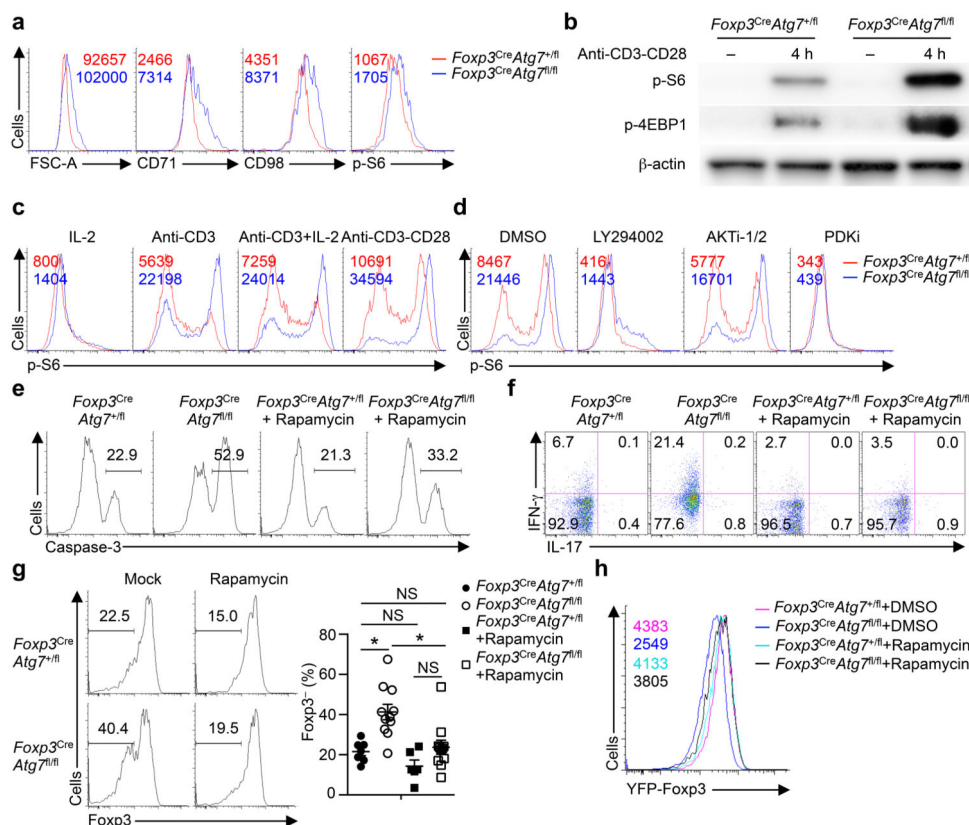 a
92657
102000
2466
7314
4351
8371
1067
1705
Foxp3CreAtg7+/fl
Foxp3CreAtg7fl/fl
Cells
FSC-A
CD71
CD98
p-S6
b
Foxp3CreAtg7+/fl
Foxp3CreAtg7fl/fl
Anti-CD3-CD28
–
4 h
–
4 h
p-S6
p-4EBP1
β-actin
c
IL-2
Anti-CD3
Anti-CD3+IL-2
Anti-CD3-CD28
800
1404
5639
22198
7259
24014
10691
34594
Cells
p-S6
d
DMSO
LY294002
AKTi-1/2
PDKi
8467
21446
416
1443
5777
16701
343
439
Foxp3CreAtg7+/fl
Foxp3CreAtg7fl/fl
Cells
p-S6
e
Foxp3Cre
Atg7+/fl
Foxp3Cre
Atg7fl/fl
Foxp3CreAtg7+/fl
+ Rapamycin
Foxp3CreAtg7fl/fl
+ Rapamycin
22.9
52.9
21.3
33.2
Cells
Caspase-3
f
Foxp3Cre
Atg7+/fl
Foxp3Cre
Atg7fl/fl
Foxp3CreAtg7+/fl
+ Rapamycin
Foxp3CreAtg7fl/fl
+ Rapamycin
6.7
0.1
21.4
0.2
2.7
0.0
3.5
0.0
92.9
0.4
77.6
0.8
96.5
0.7
95.7
0.9
IFN-γ
IL-17
g
Mock
Rapamycin
Foxp3Cre
Atg7+/fl
22.5
15.0
Foxp3Cre
Atg7fl/fl
40.4
19.5
Cells
Foxp3
NS
NS
*
*
NS
Foxp3− (%)
80
60
40
20
0
Foxp3CreAtg7+/fl
Foxp3CreAtg7fl/fl
Foxp3CreAtg7+/fl
+Rapamycin
Foxp3CreAtg7fl/fl
+Rapamycin
h
4383
2549
4133
3805
Foxp3CreAtg7+/fl+DMSO
Foxp3CreAtg7fl/fl+DMSO
Foxp3CreAtg7+/fl+Rapamycin
Foxp3CreAtg7fl/fl+Rapamycin
Cells
YFP-Foxp3